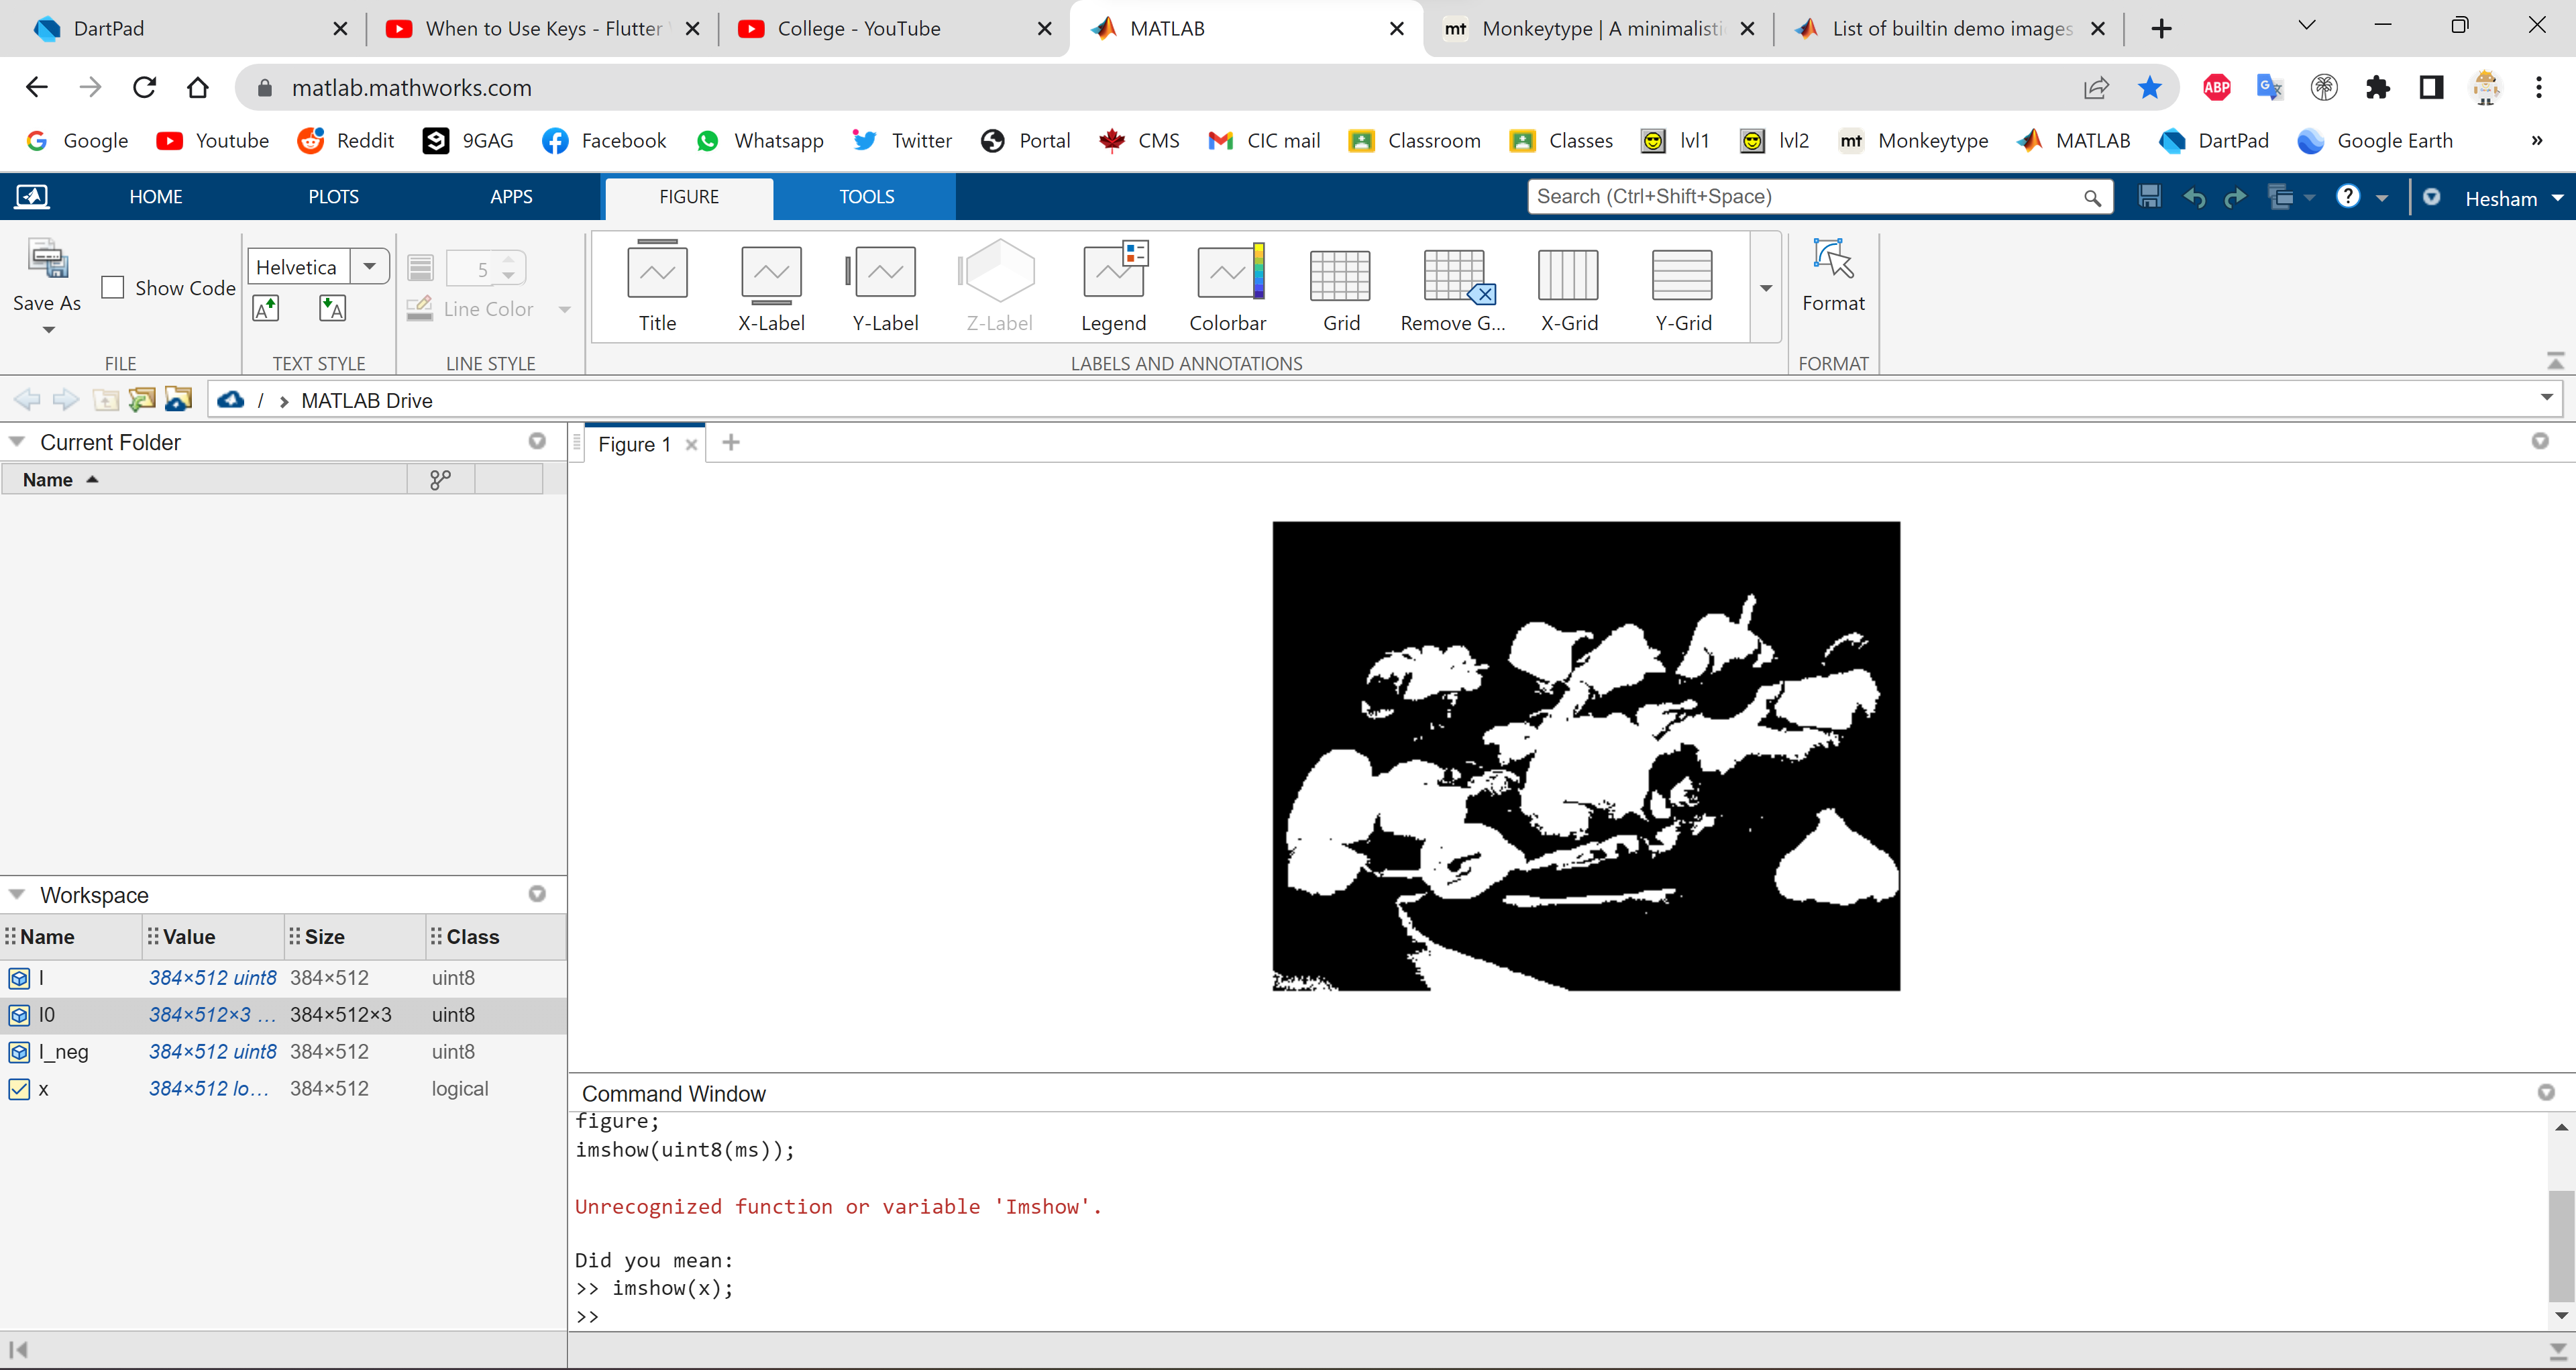 DartPad
When to Use Keys - Flutter
College - YouTube
MATLAB
mt Monkeytype | A minimalisti
List of builtin demo images
matlab.mathworks.com
ABP
Google Youtube Reddit 9GAG Facebook Whatsapp Twitter Portal CMS CIC mail Classroom Classes lvl1 lvl2 mt Monkeytype MATLAB DartPad Google Earth »
HOME PLOTS APPS FIGURE TOOLS
Search (Ctrl+Shift+Space)
Hesham
Save As
Show Code
FILE
Helvetica
TEXT STYLE
5
Line Color
LINE STYLE
Title X-Label Y-Label Z-Label Legend Colorbar Grid Remove G... X-Grid Y-Grid
LABELS AND ANNOTATIONS
Format
FORMAT
/ > MATLAB Drive
Current Folder
Name
Figure 1
Workspace
Name Value Size Class
I 384×512 uint8 384×512 uint8
I0 384×512×3 ... 384×512×3 uint8
I_neg 384×512 uint8 384×512 uint8
x 384×512 lo... 384×512 logical
Command Window
figure;
imshow(uint8(ms));
Unrecognized function or variable 'Imshow'.
Did you mean:
>> imshow(x);
>>